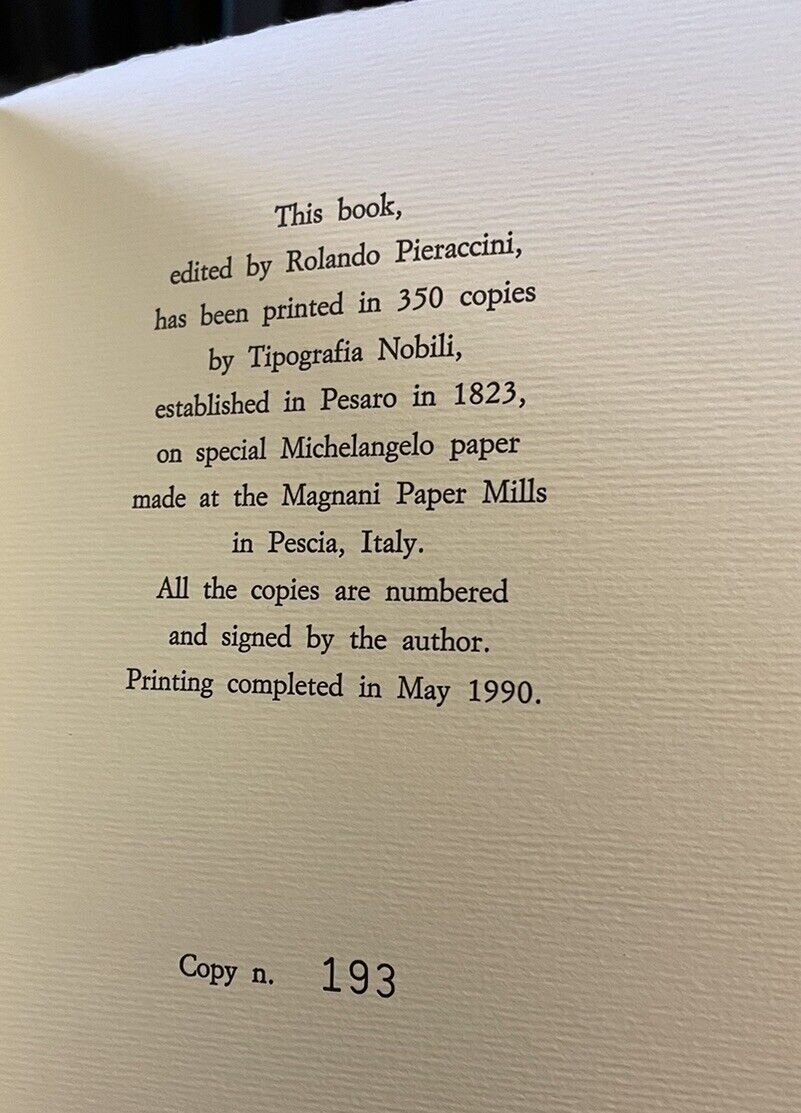 This book,
edited by Rolando Pieraccini,
has been printed in 350 copies
by Tipografia Nobili,
established in Pesaro in 1823,
on special Michelangelo paper
made at the Magnani Paper Mills
in Pescia, Italy.
All the copies are numbered
and signed by the author.
Printing completed in May 1990.
Copy n. 193